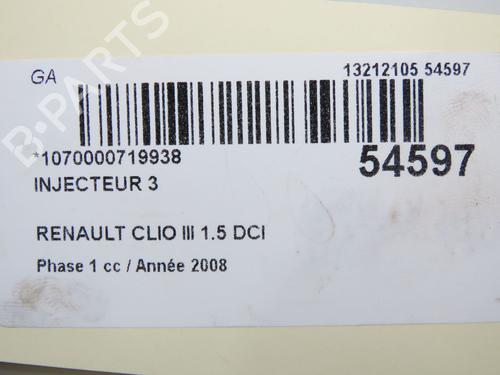 GA
13212105 54597
*1070000719938
54597
INJECTEUR 3
RENAULT CLIO III 1.5 DCI
Phase 1 cc / Année 2008
B-PARTS